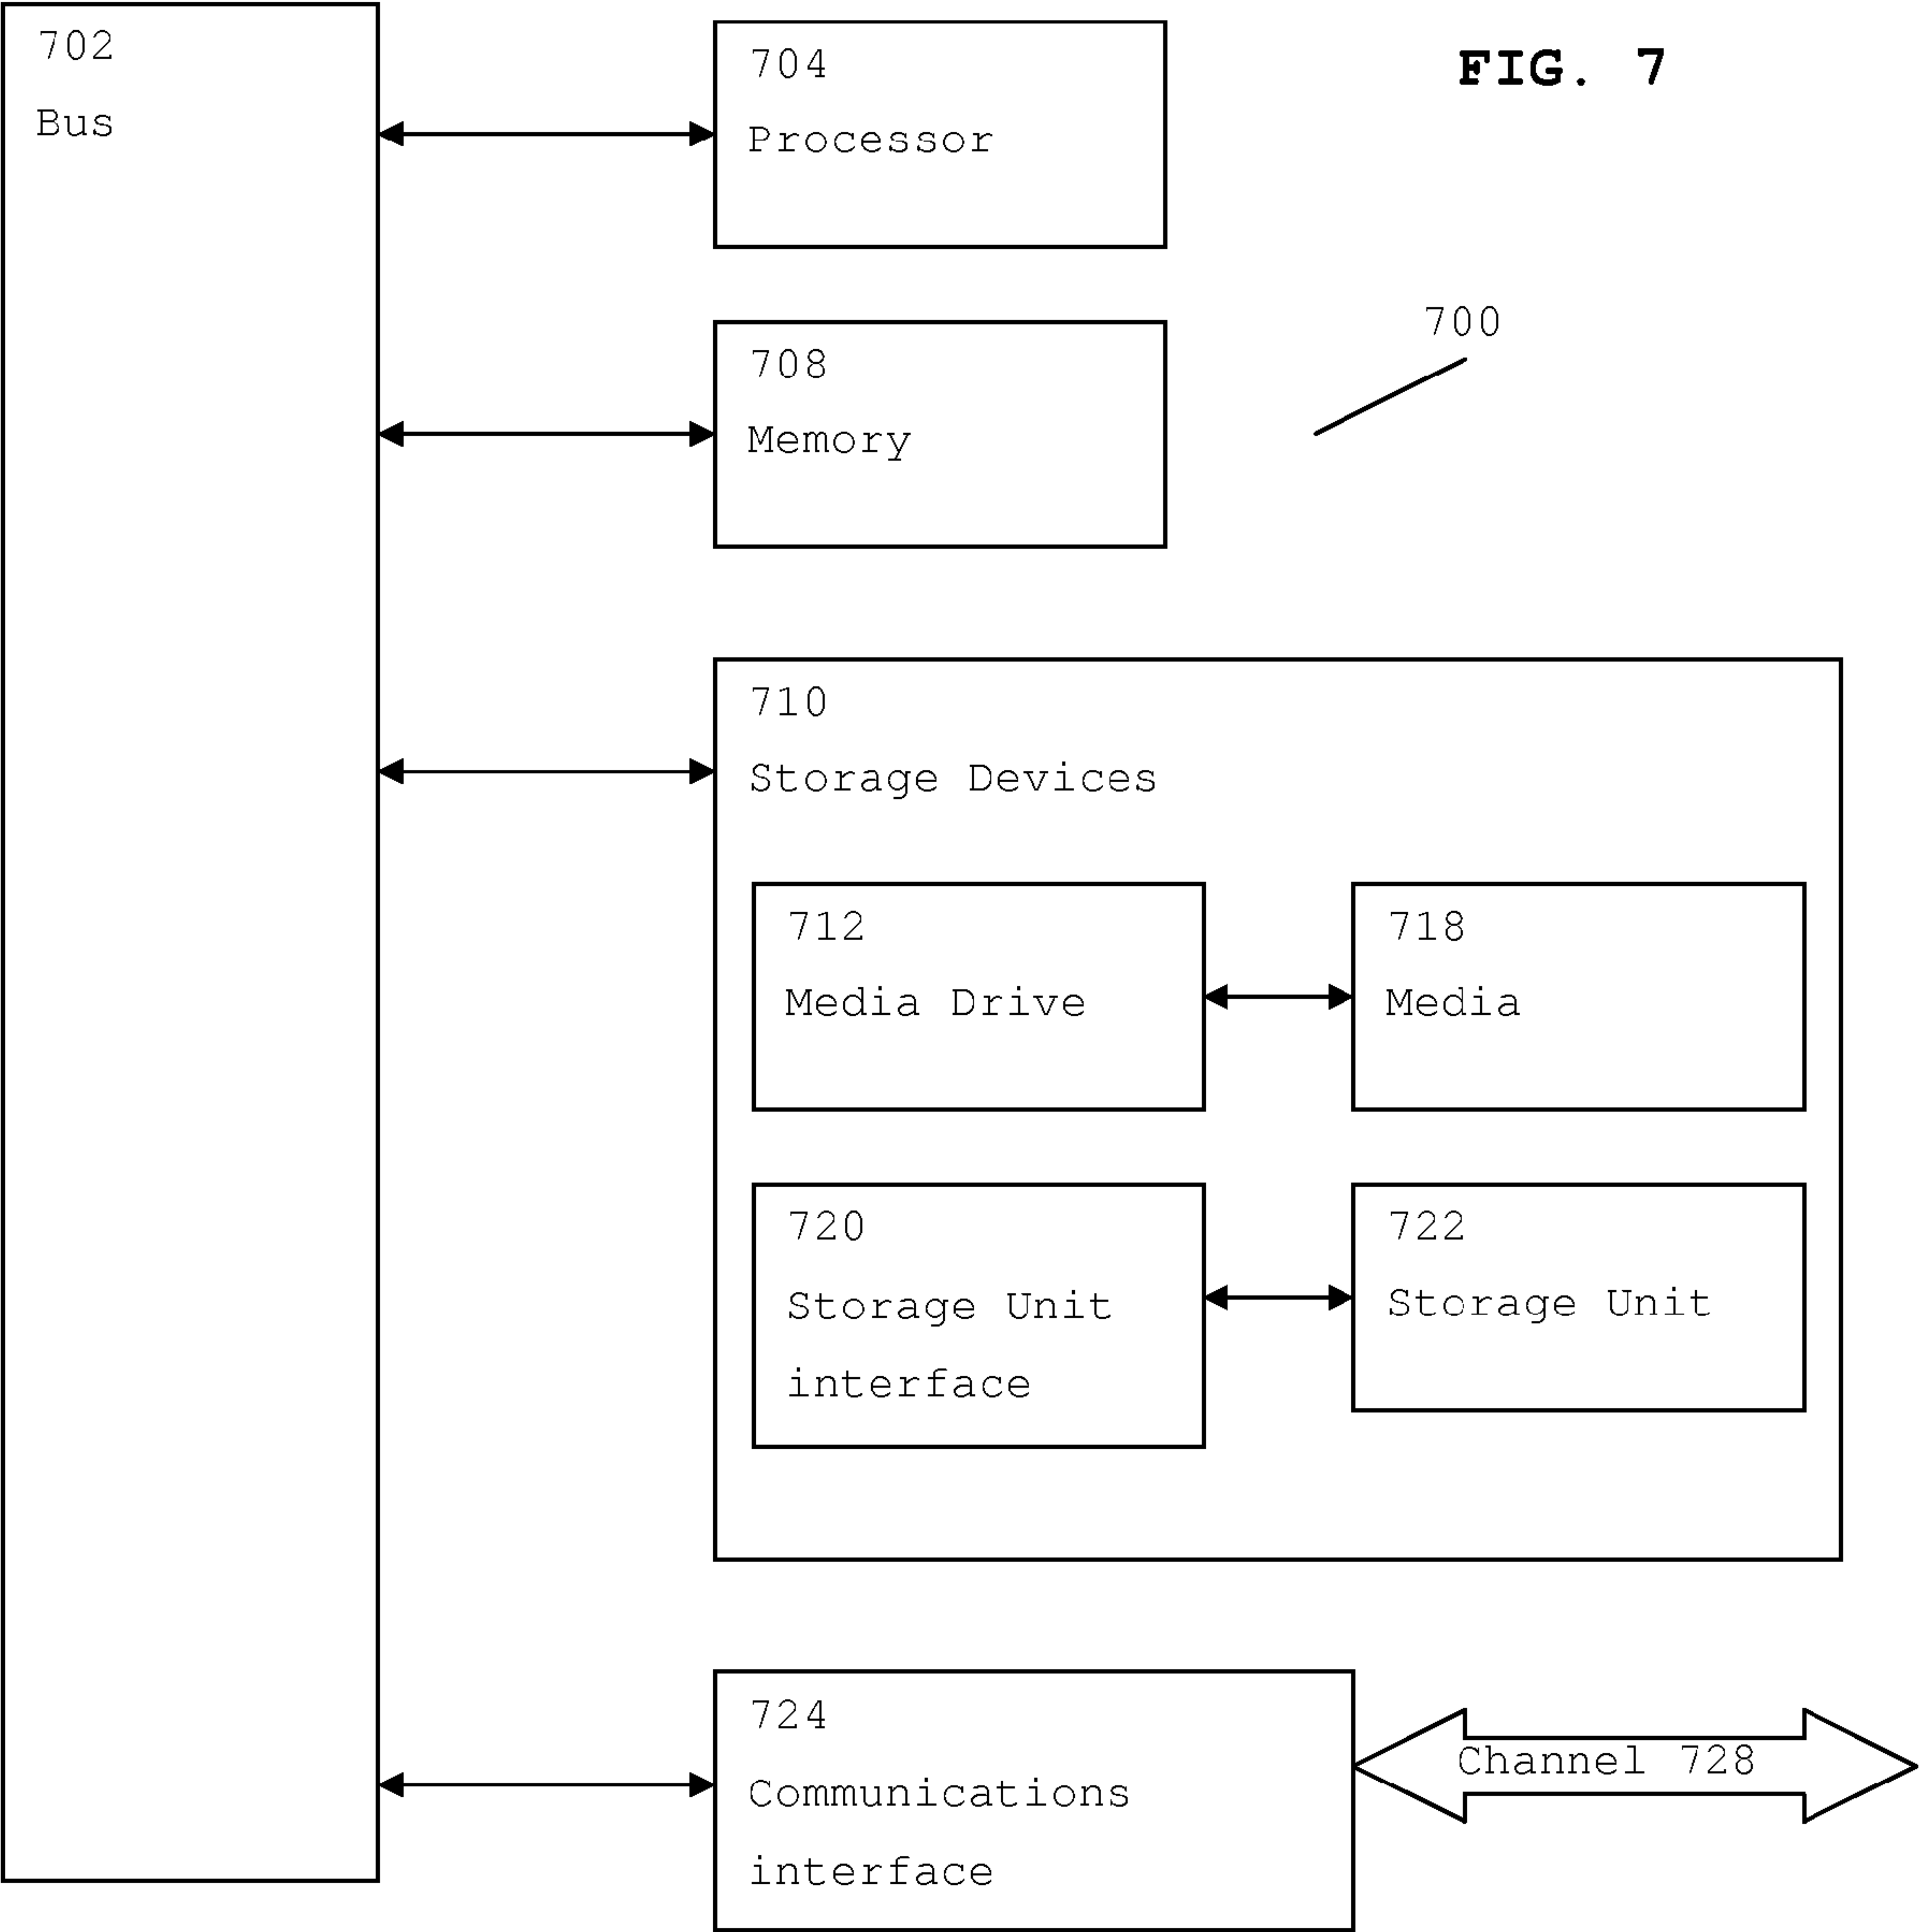 702
Bus
704
Processor
FIG. 7
708
Memory
700
710
Storage Devices
712
Media Drive
718
Media
720
Storage Unit
interface
722
Storage Unit
724
Communications
interface
Channel 728